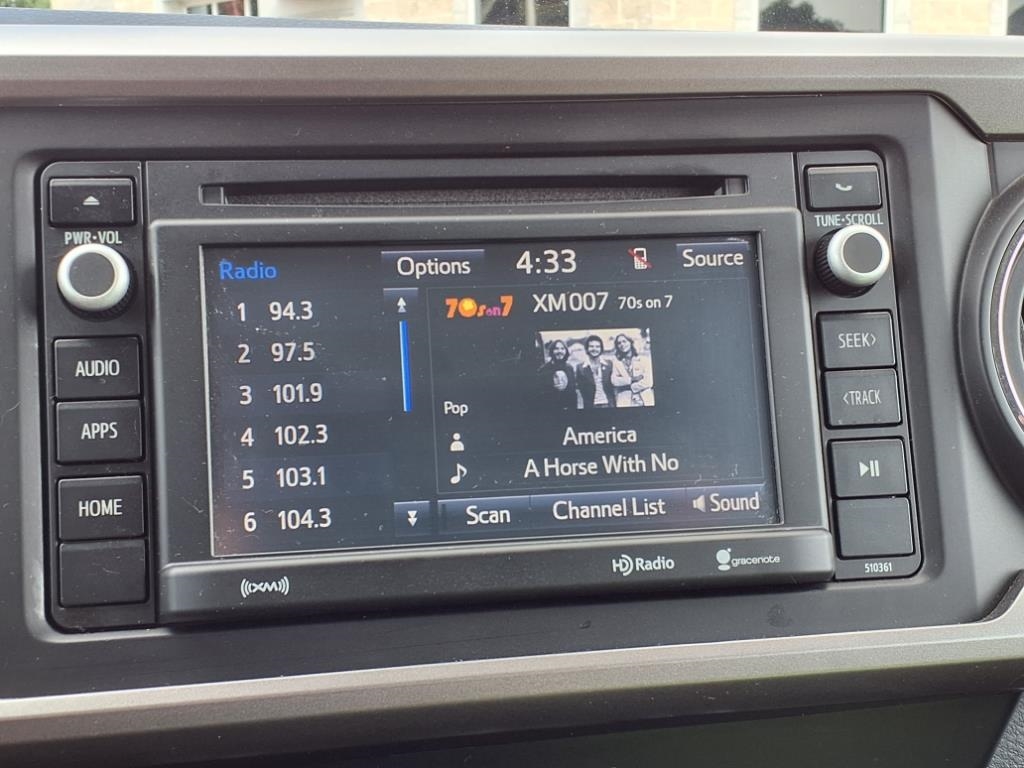 PWR•VOL
AUDIO
APPS
HOME
Radio
Options
4:33
Source
1 94.3
2 97.5
3 101.9
4 102.3
5 103.1
6 104.3
70s on 7
XM007 70s on 7
Pop
America
A Horse With No
Scan
Channel List
Sound
((XM))
HD Radio
gracenote
TUNE•SCROLL
SEEK>
<TRACK
510361